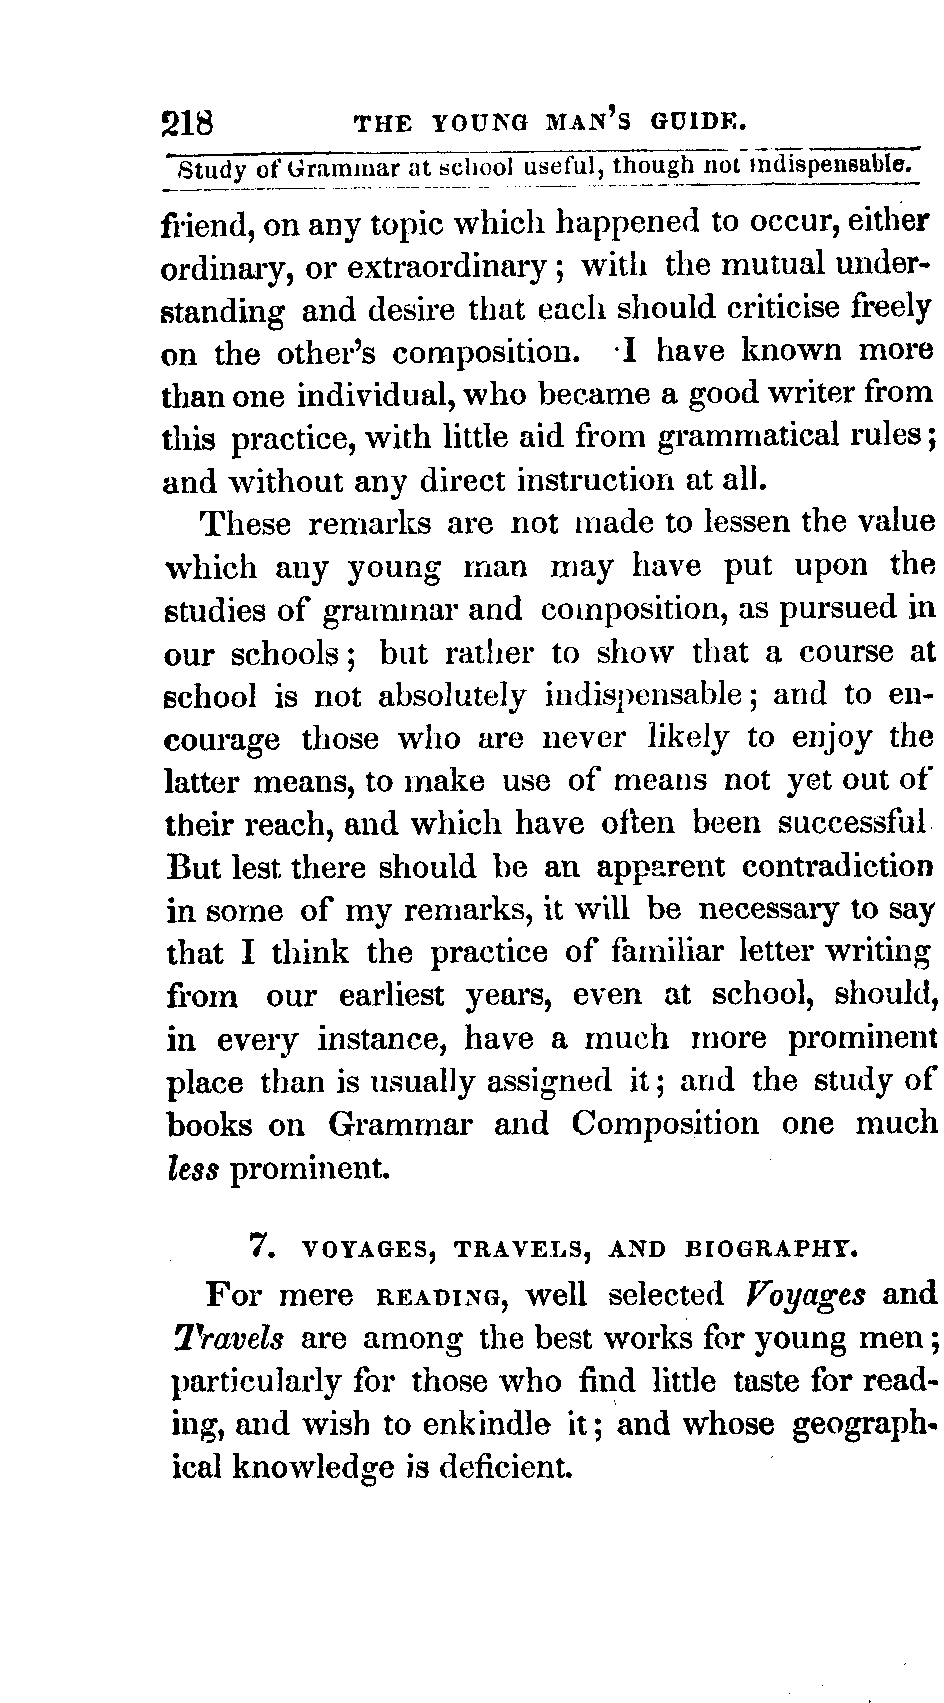 218 THE YOUNG MAN'S GUIDE.
Study of Grammar at school useful, though not indispensable.
friend, on any topic which happened to occur, either
ordinary, or extraordinary; with the mutual under-
standing and desire that each should criticise freely
on the other's composition. I have known more
than one individual, who became a good writer from
this practice, with little aid from grammatical rules;
and without any direct instruction at all.
These remarks are not made to lessen the value
which any young man may have put upon the
studies of grammar and composition, as pursued in
our schools; but rather to show that a course at
school is not absolutely indispensable; and to en-
courage those who are never likely to enjoy the
latter means, to make use of means not yet out of
their reach, and which have often been successful
But lest there should be an apparent contradiction
in some of my remarks, it will be necessary to say
that I think the practice of familiar letter writing
from our earliest years, even at school, should,
in every instance, have a much more prominent
place than is usually assigned it; and the study of
books on Grammar and Composition one much
less prominent.
7. VOYAGES, TRAVELS, AND BIOGRAPHY.
For mere READING, well selected Voyages and
Travels are among the best works for young men;
particularly for those who find little taste for read-
ing, and wish to enkindle it; and whose geograph-
ical knowledge is deficient.